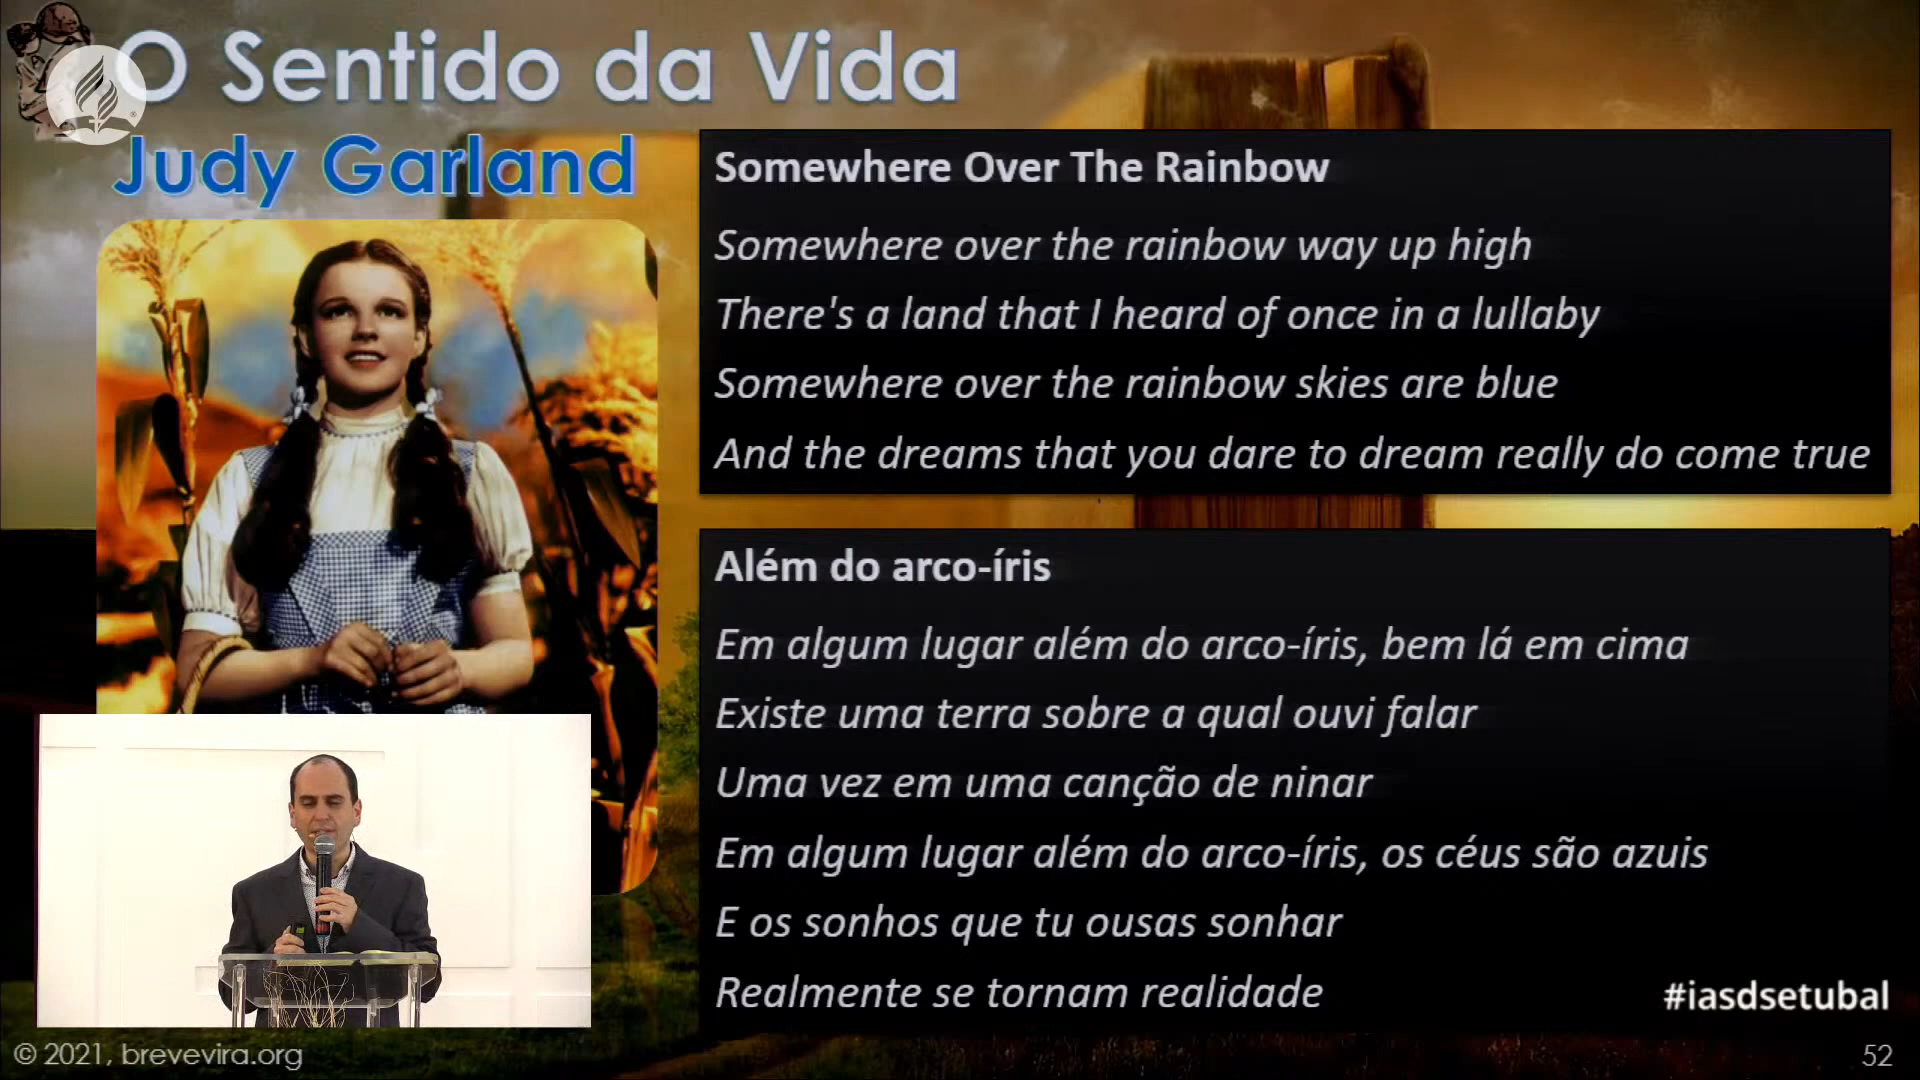 O Sentido da Vida
Judy Garland
Somewhere Over The Rainbow
Somewhere over the rainbow way up high
There's a land that I heard of once in a lullaby
Somewhere over the rainbow skies are blue
And the dreams that you dare to dream really do come true
Além do arco-íris
Em algum lugar além do arco-íris, bem lá em cima
Existe uma terra sobre a qual ouvi falar
Uma vez em uma canção de ninar
Em algum lugar além do arco-íris, os céus são azuis
E os sonhos que tu ousas sonhar
Realmente se tornam realidade
#iasdsetubal
© 2021, brevevira.org
52